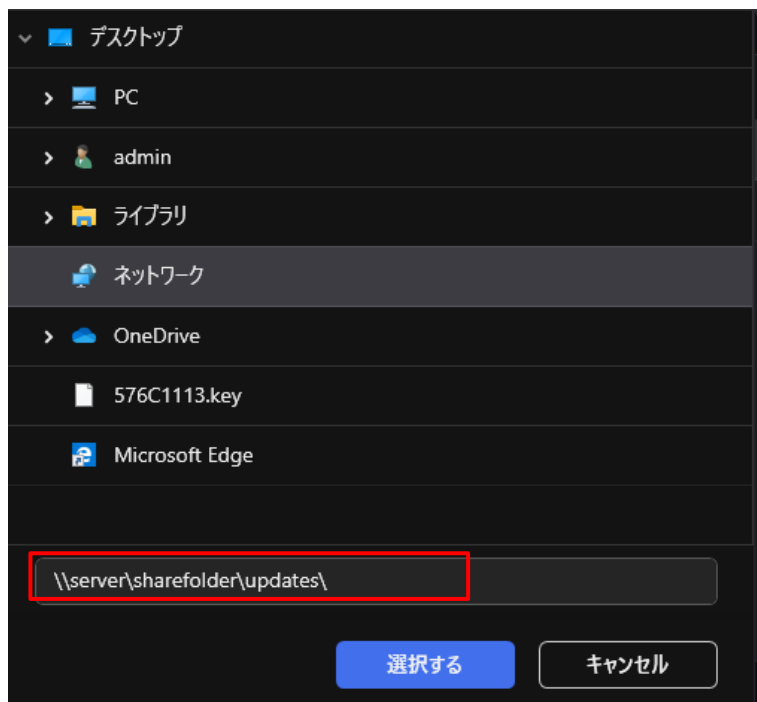 デスクトップ
PC
admin
ライブラリ
ネットワーク
OneDrive
576C1113.key
Microsoft Edge
\\server\sharefolder\updates\
選択する
キャンセル